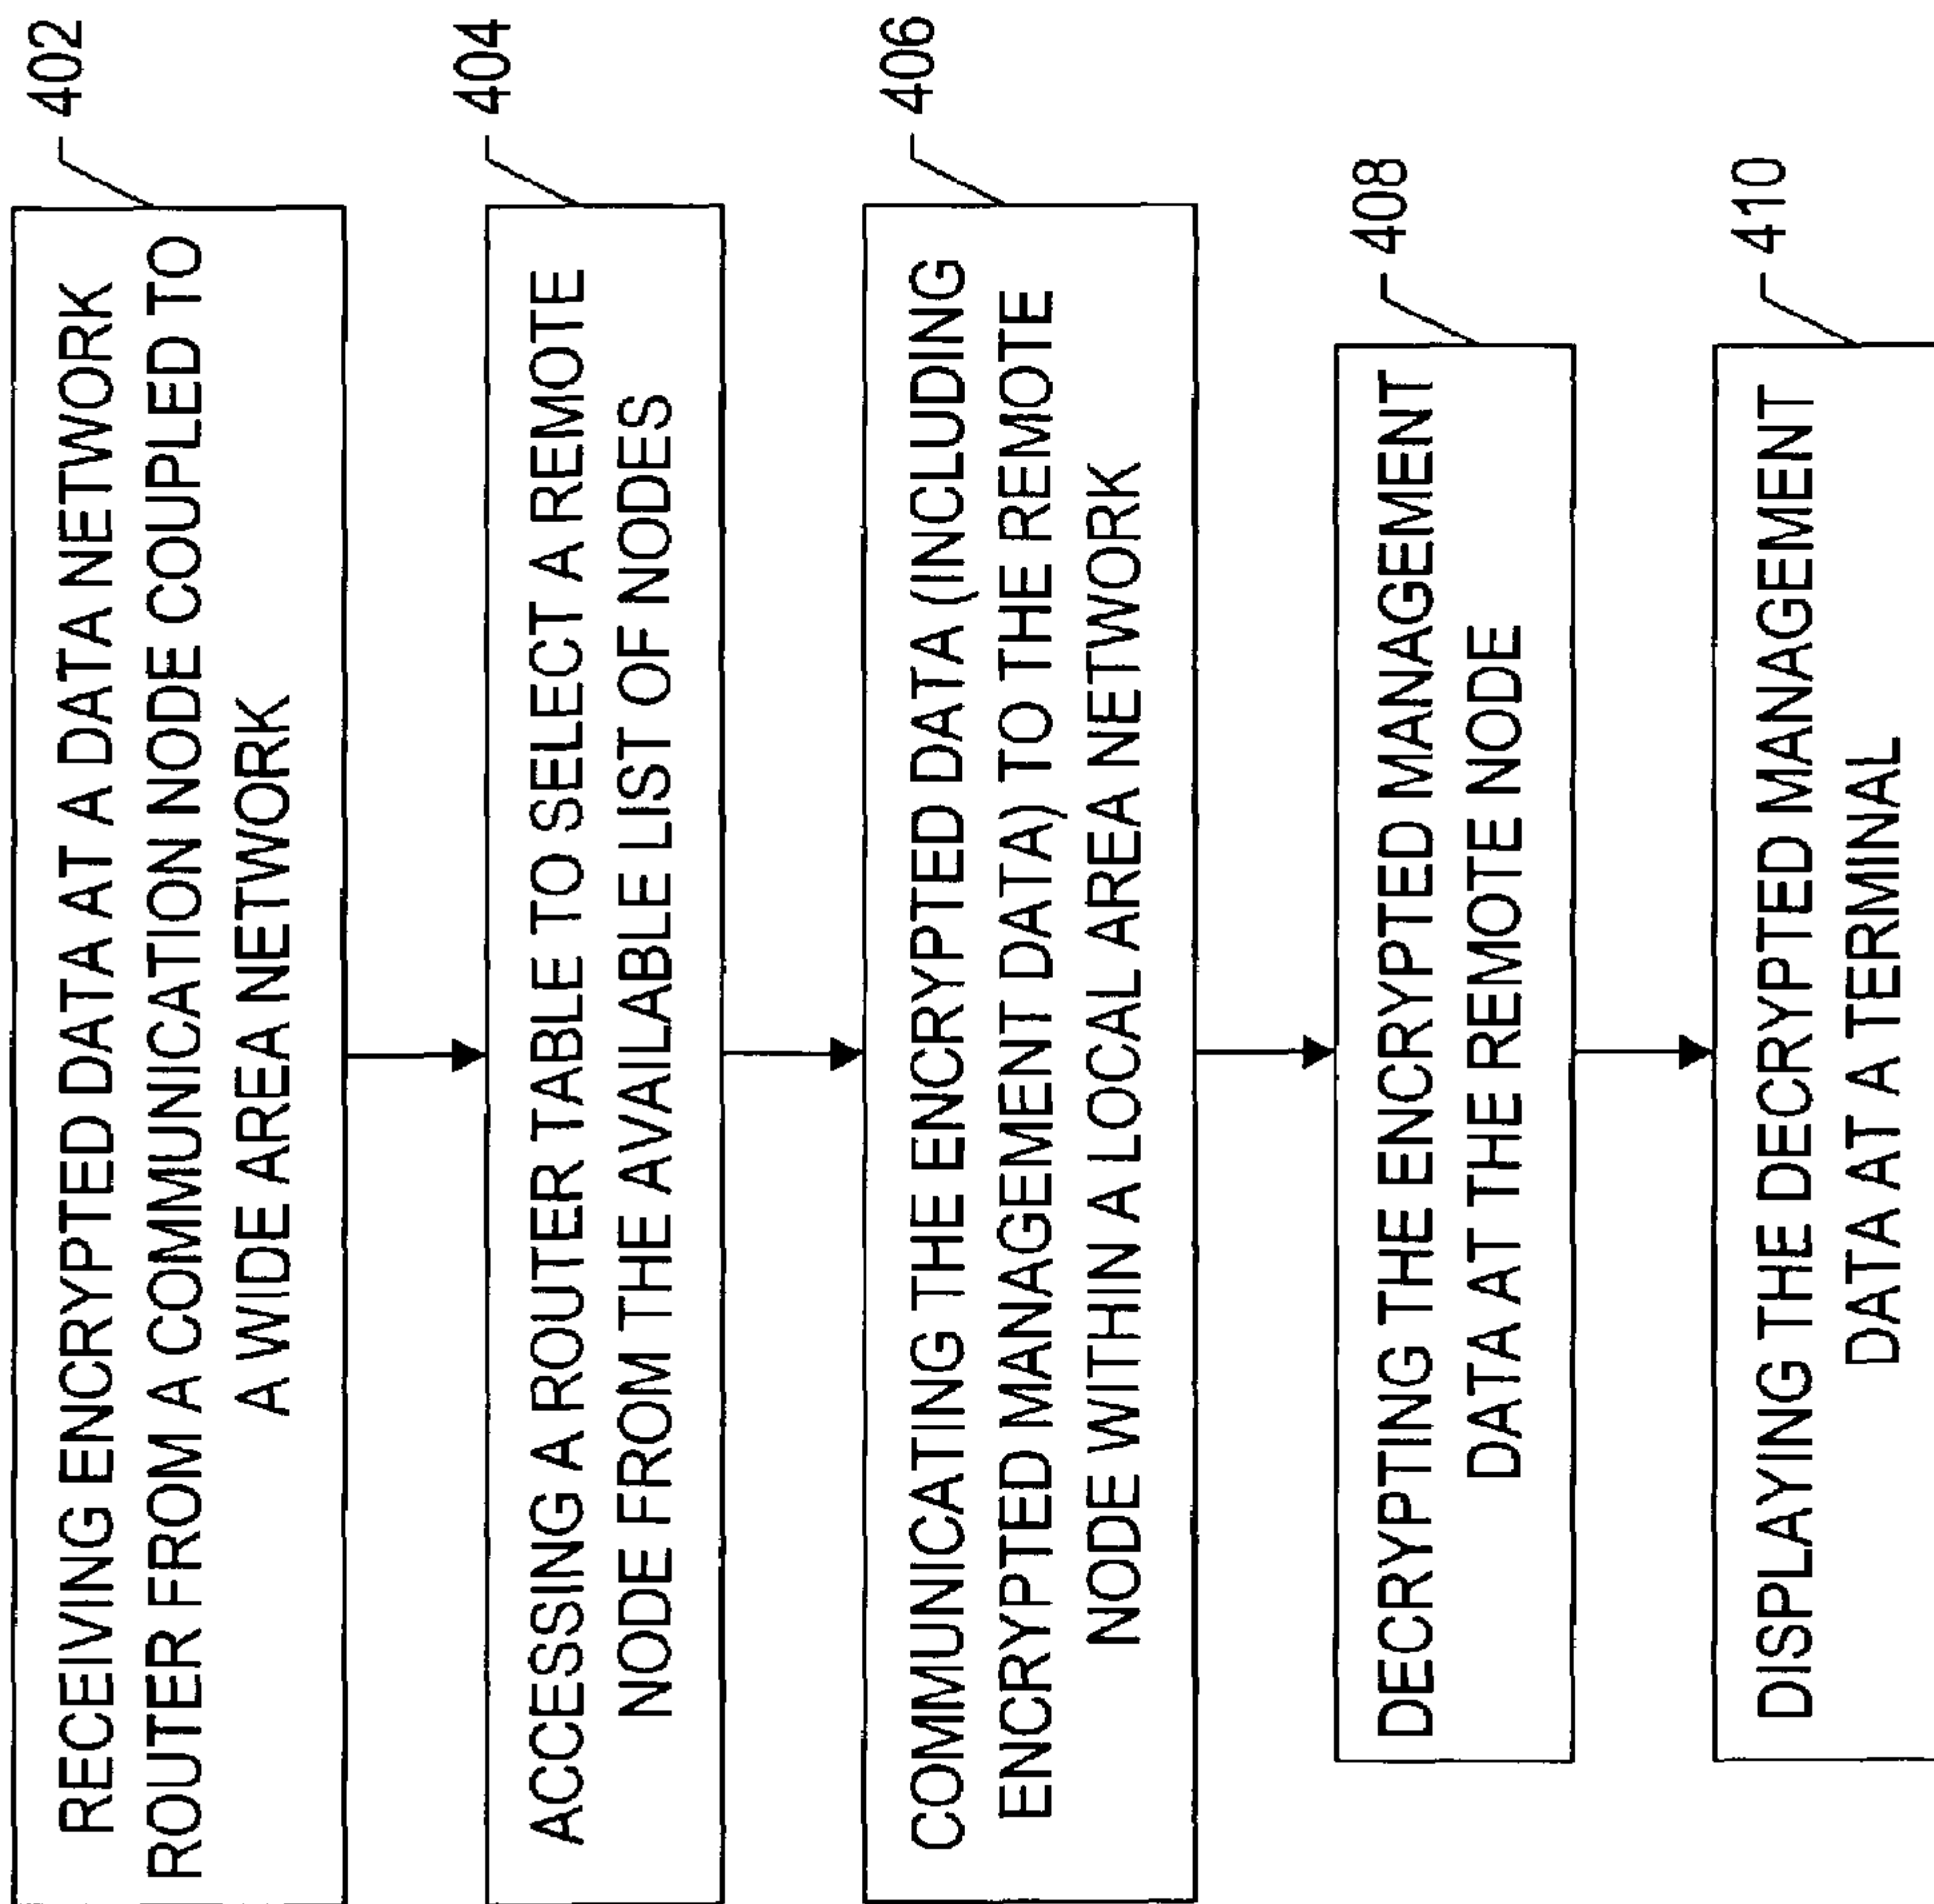 402
RECEIVING ENCRYPTED DATA AT A DATA NETWORK
ROUTER FROM A COMMUNICATION NODE COUPLED TO
A WIDE AREA NETWORK
404
ACCESSING A ROUTER TABLE TO SELECT A REMOTE
NODE FROM THE AVAILABLE LIST OF NODES
406
COMMUNICATING THE ENCRYPTED DATA (INCLUDING
ENCRYPTED MANAGEMENT DATA) TO THE REMOTE
NODE WITHIN A LOCAL AREA NETWORK
408
DECRYPTING THE ENCRYPTED MANAGEMENT
DATA AT THE REMOTE NODE
410
DISPLAYING THE DECRYPTED MANAGEMENT
DATA AT A TERMINAL